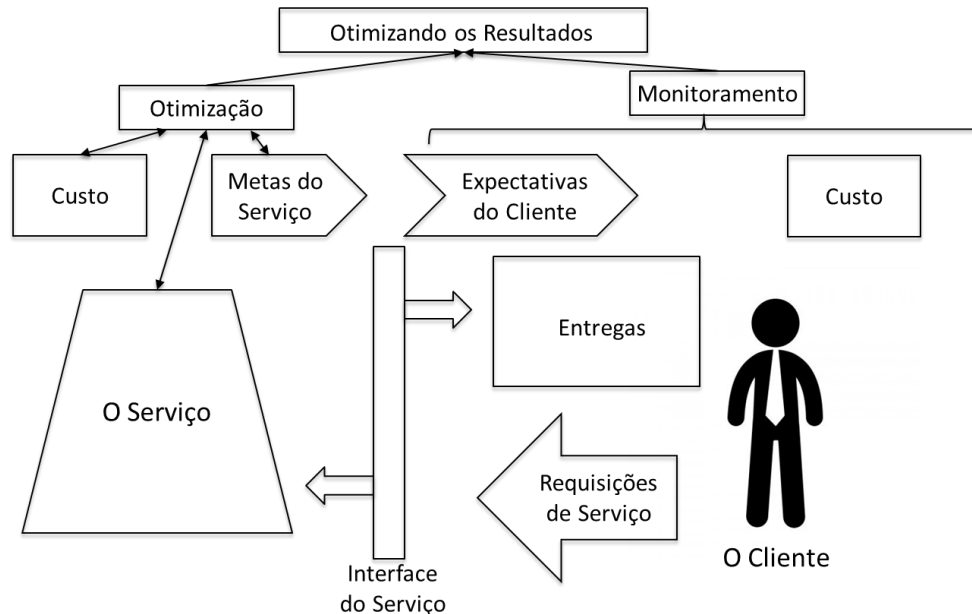 Otimizando os Resultados
Otimização
Monitoramento
Custo
Metas do
Serviço
Expectativas
do Cliente
Custo
Entregas
O Serviço
Requisições
de Serviço
O Cliente
Interface
do Serviço